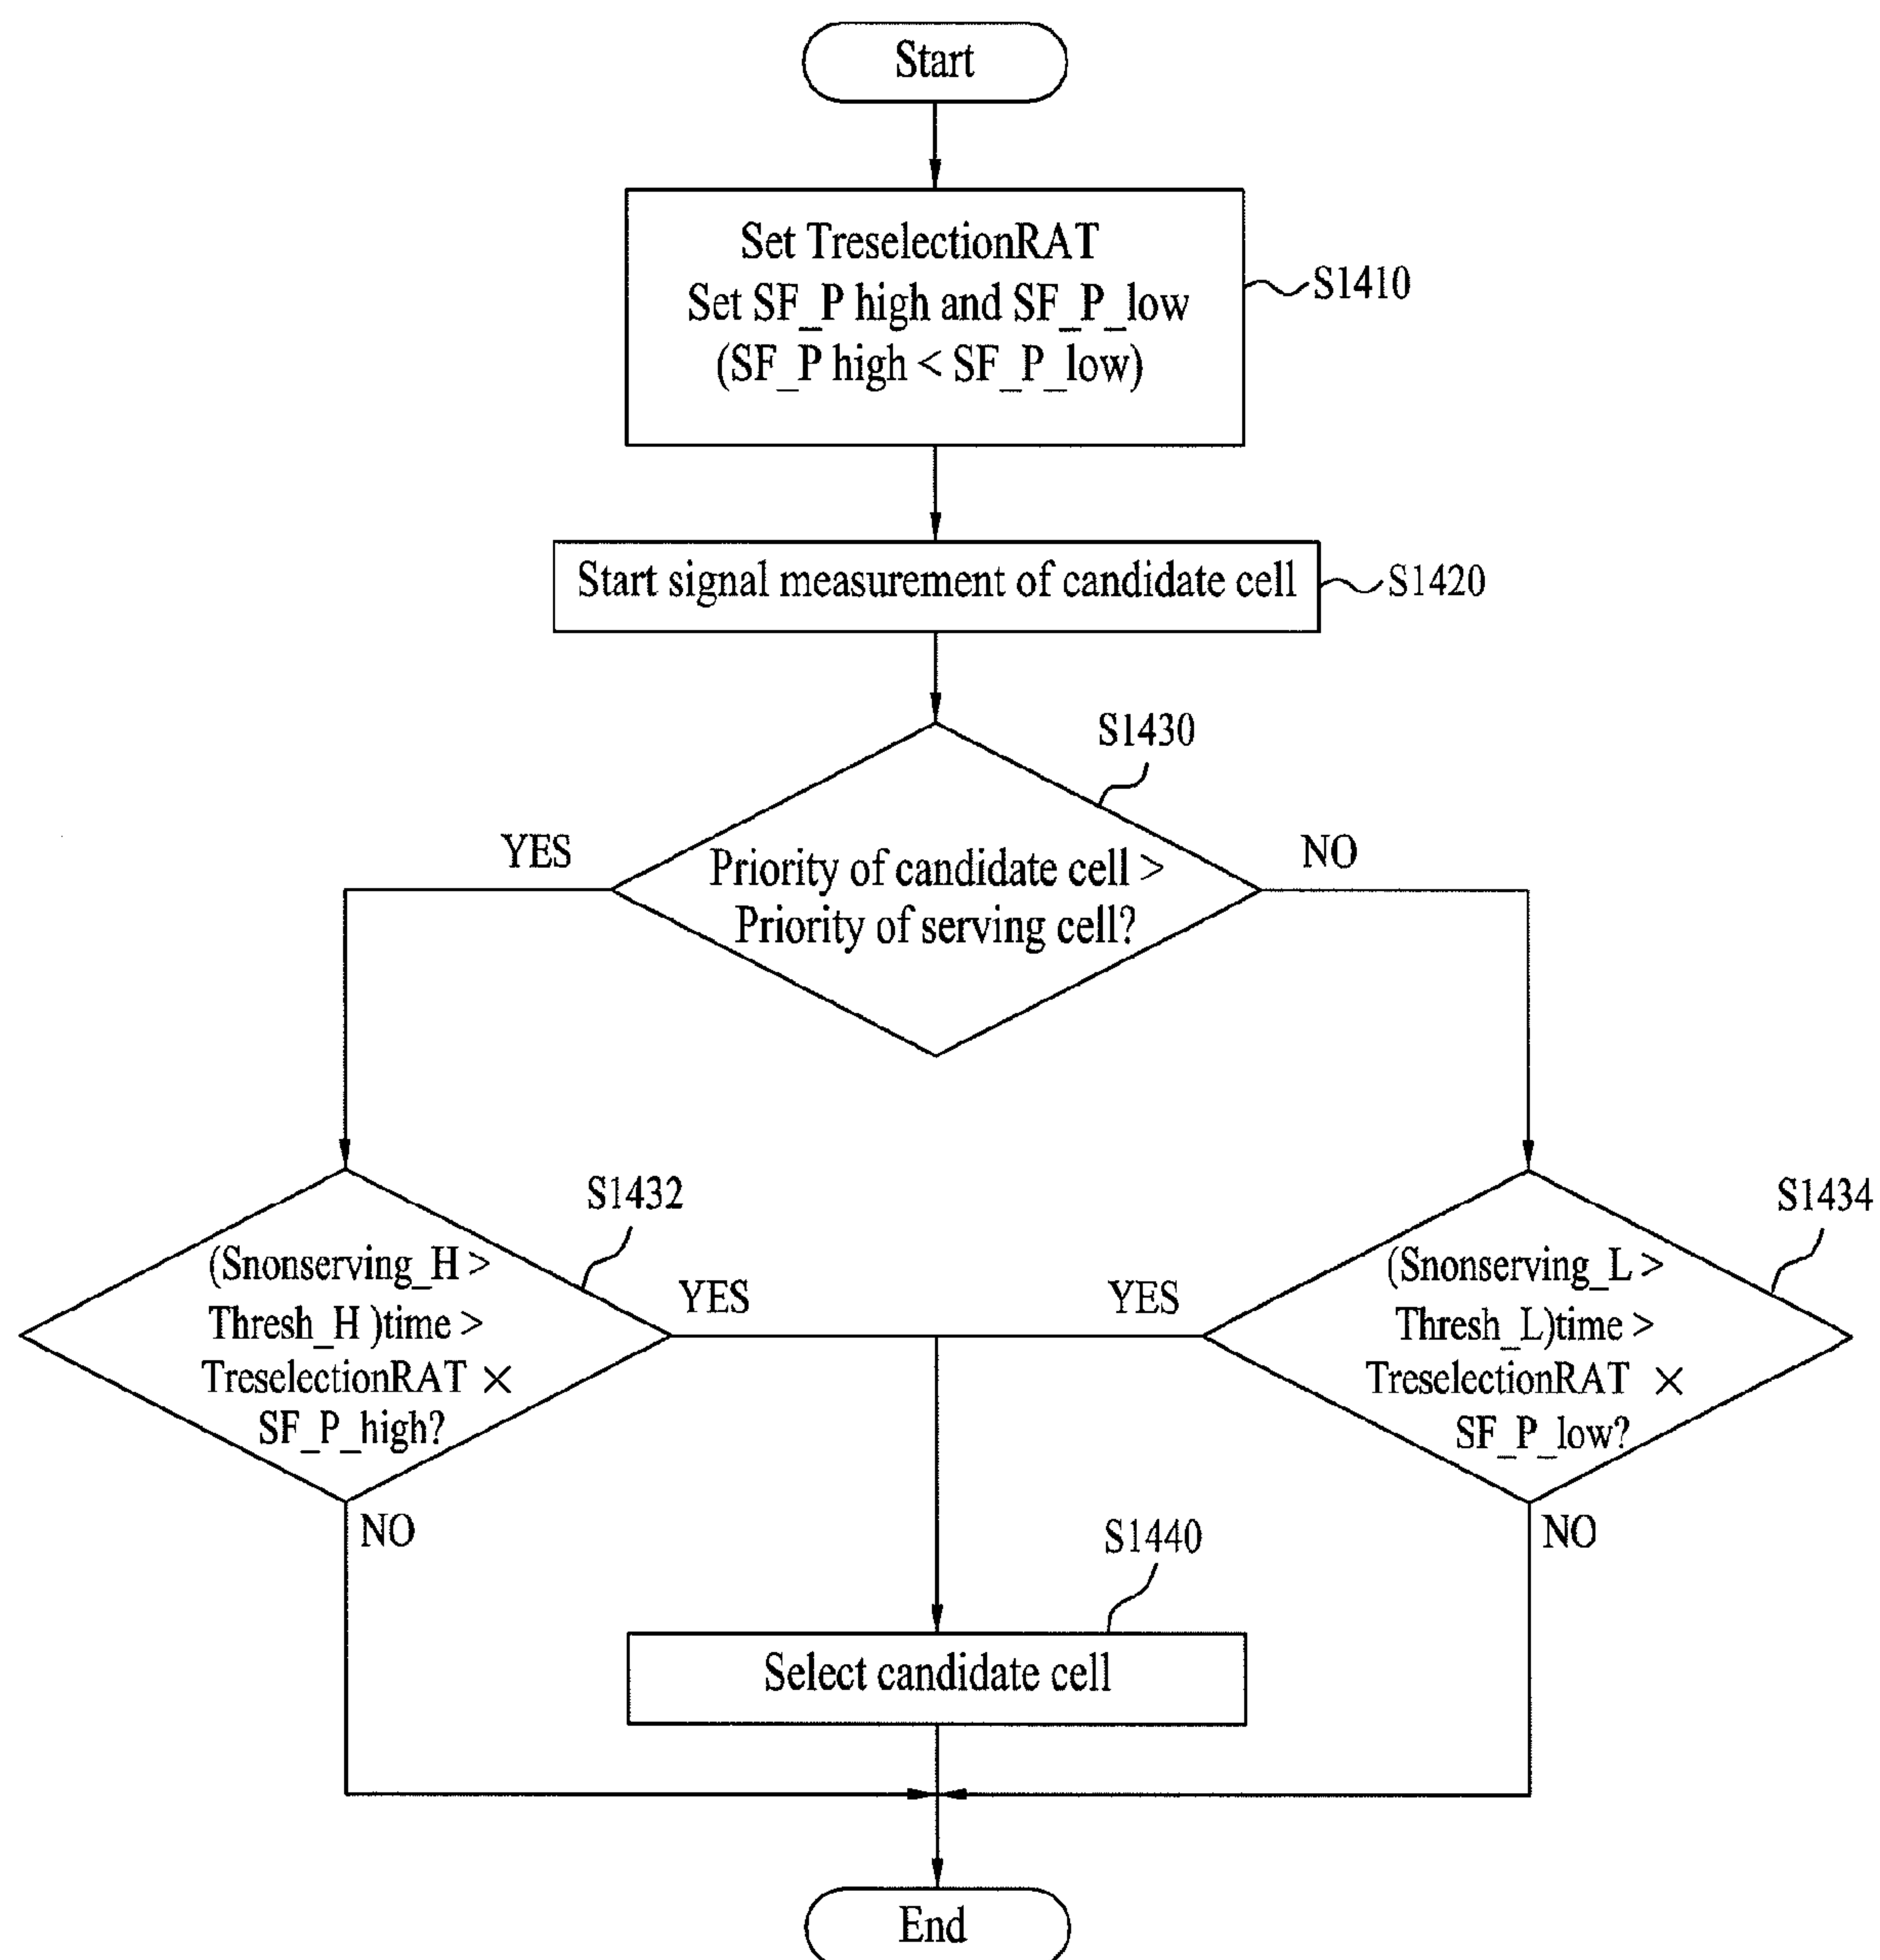 Start
Set TreselectionRAT
Set SF_P high and SF_P_low
(SF_P high < SF_P_low)
S1410
Start signal measurement of candidate cell
S1420
S1430
YES
NO
Priority of candidate cell >
Priority of serving cell?
S1432
S1434
(Snonserving_H >
Thresh_H )time >
TreselectionRAT ×
SF_P_high?
YES
YES
(Snonserving_L >
Thresh_L)time >
TreselectionRAT ×
SF_P_low?
NO
NO
S1440
Select candidate cell
End